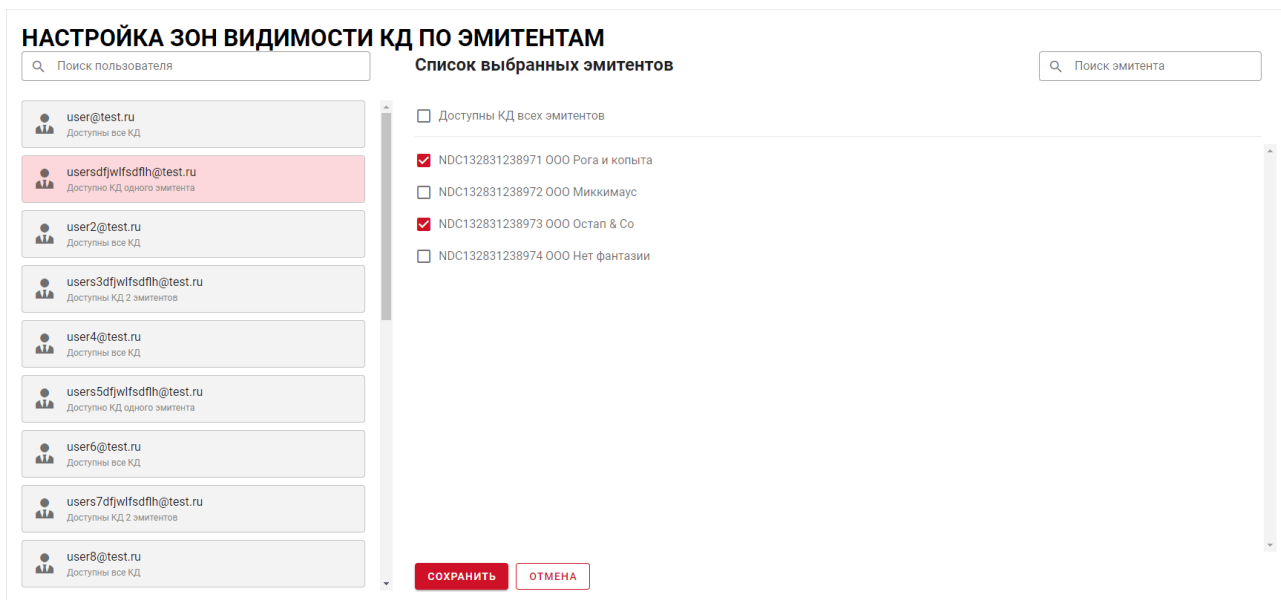 НАСТРОЙКА ЗОН ВИДИМОСТИ КД ПО ЭМИТЕНТАМ
Поиск пользователя
user@test.ru
Доступны все КД
usersdfjwlfsdflh@test.ru
Доступно КД одного эмитента
user2@test.ru
Доступны все КД
users3dfjwlfsdflh@test.ru
Доступны КД 2 эмитентов
user4@test.ru
Доступны все КД
users5dfjwlfsdflh@test.ru
Доступно КД одного эмитента
user6@test.ru
Доступны все КД
users7dfjwlfsdflh@test.ru
Доступны КД 2 эмитентов
user8@test.ru
Доступны все КД
Список выбранных эмитентов
Поиск эмитента
Доступны КД всех эмитентов
NDC132831238971 ООО Рога и копыта
NDC132831238972 ООО Миккимаус
NDC132831238973 ООО Остап & Co
NDC132831238974 ООО Нет фантазии
СОХРАНИТЬ
ОТМЕНА